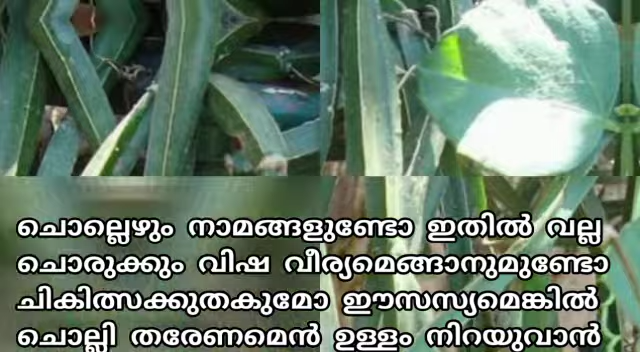 ചൊല്ലെഴും നാമങ്ങളുണ്ടോ ഇതിൽ വല്ല
ചൊരുക്കും വിഷ വീര്യമെങ്ങാനുമുണ്ടോ
ചികിത്സക്കുതകുമോ ഈസസ്യമെങ്കിൽ
ചൊല്ലി തരേണമെൻ ഉള്ളം നിറയുവാൻ